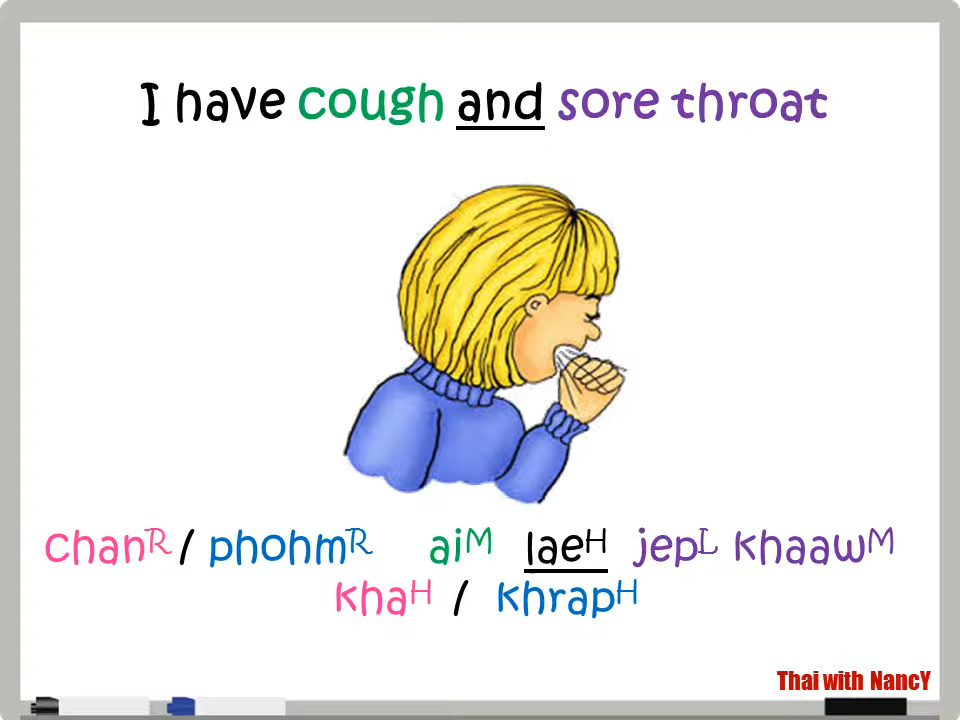 I have cough and sore throat
chanR / phohmR aiM laeH jepL khaawM
khaH / khrapH
Thai with NancY